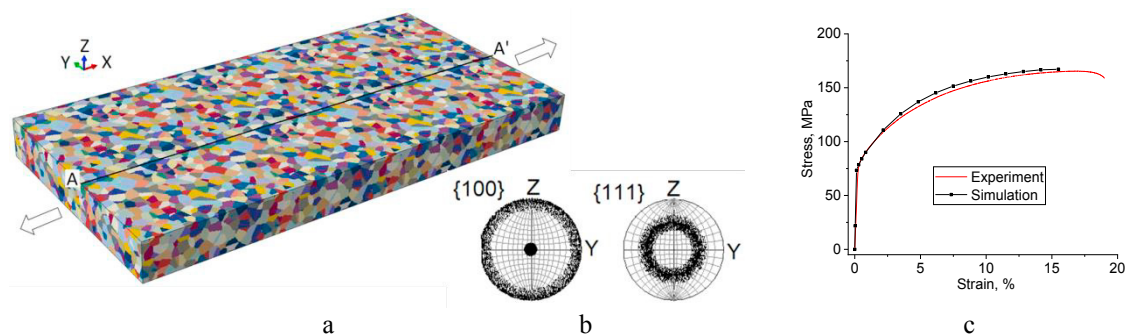 Z
Y X
A'
A
{100} Z
Y
{111} Z
Y
Stress, MPa
200
150
100
50
0
Experiment
Simulation
0 5 10 15 20
Strain, %
a
b
c